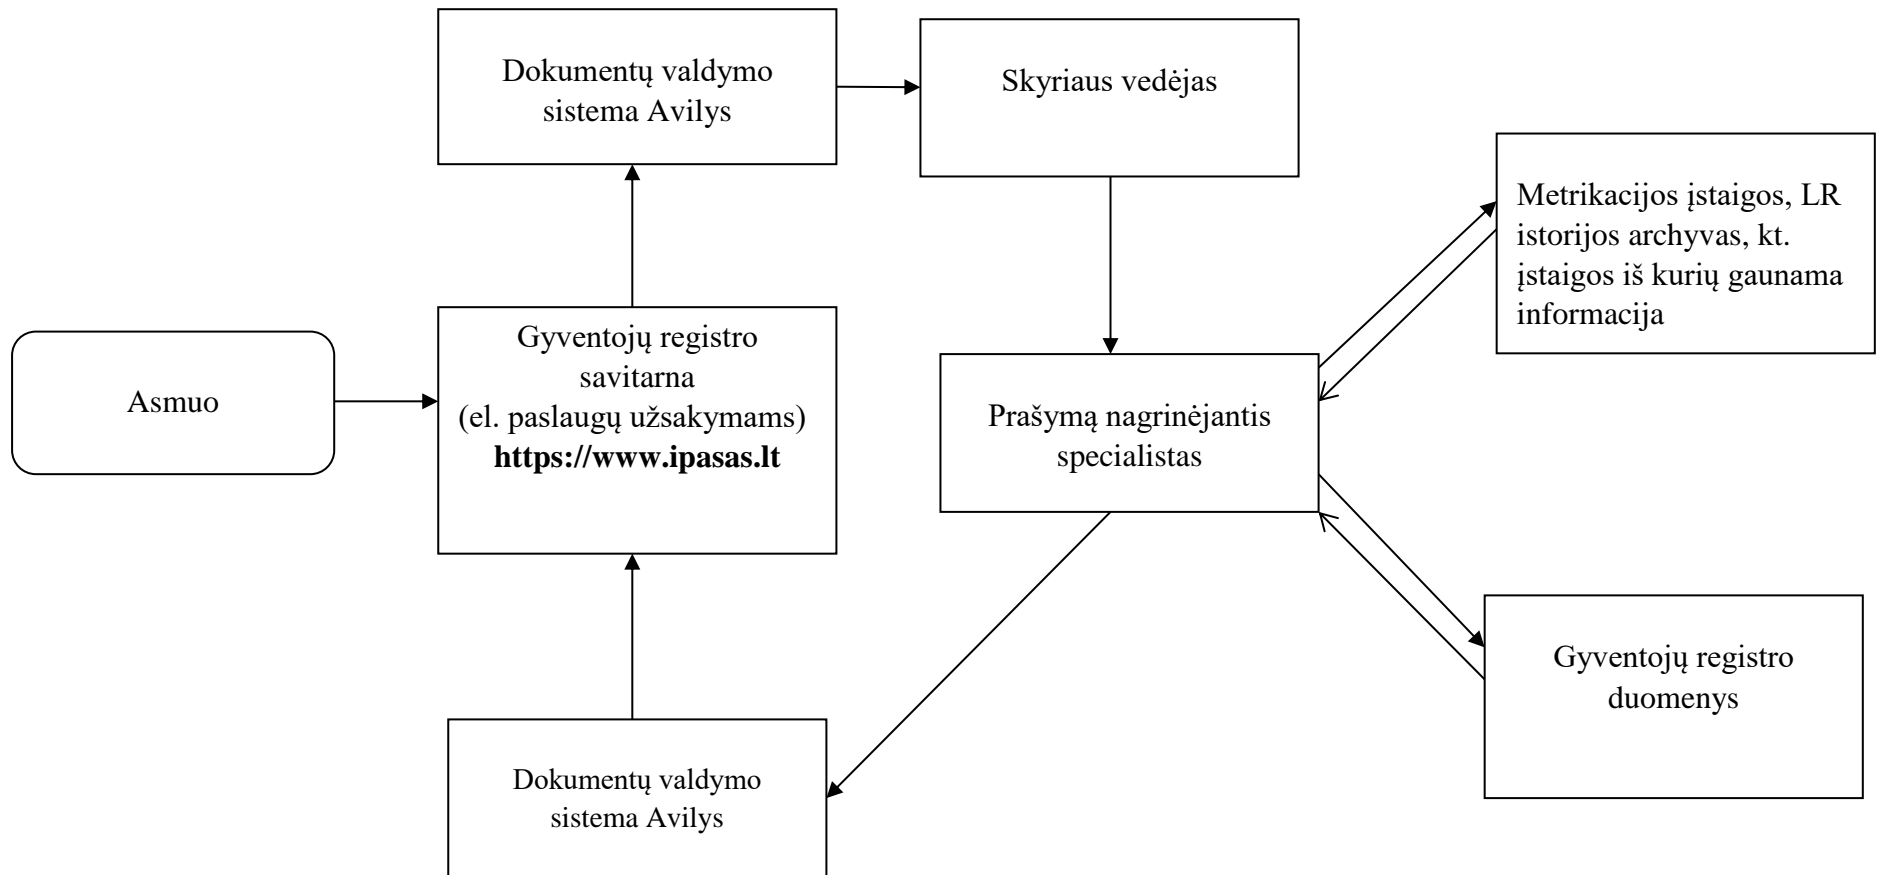 Dokumentų valdymo
sistema Avilys
Skyriaus vedėjas
Metrikacijos įstaigos, LR
istorijos archyvas, kt.
įstaigos iš kurių gaunama
informacija
Asmuo
Gyventojų registro
savitarna
(el. paslaugų užsakymams)
https://www.ipasas.lt
Prašymą nagrinėjantis
specialistas
Gyventojų registro
duomenys
Dokumentų valdymo
sistema Avilys